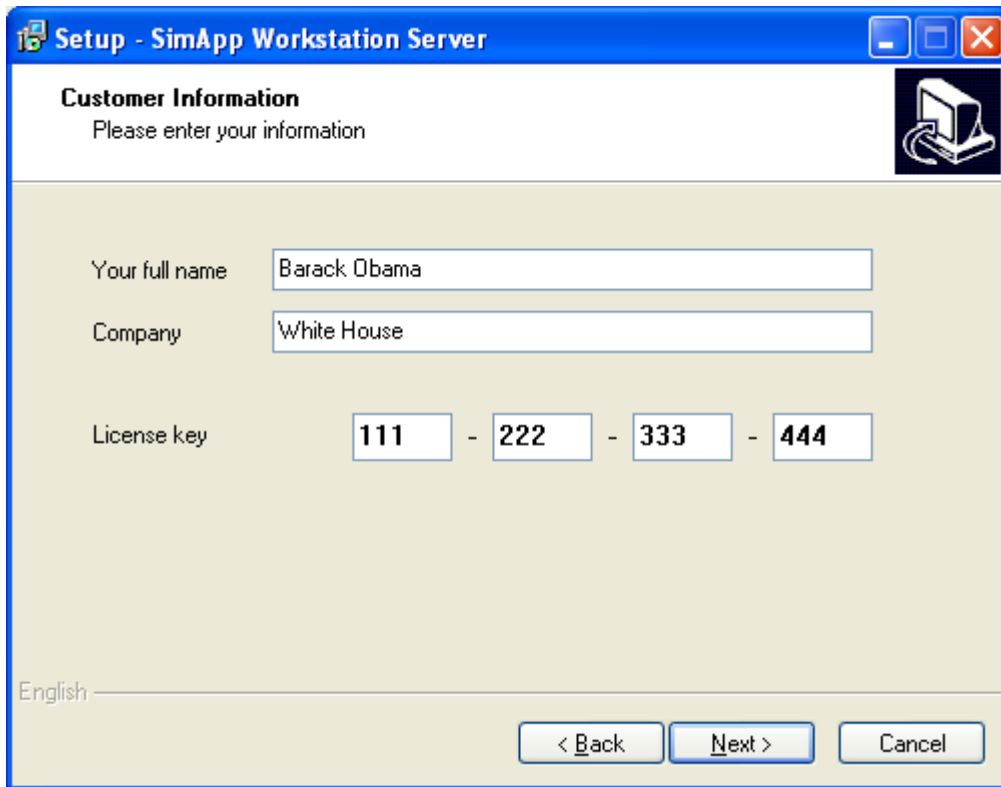 Setup - SimApp Workstation Server
Customer Information
Please enter your information
Your full name Barack Obama
Company White House
License key 111 - 222 - 333 - 444
English
< Back Next > Cancel